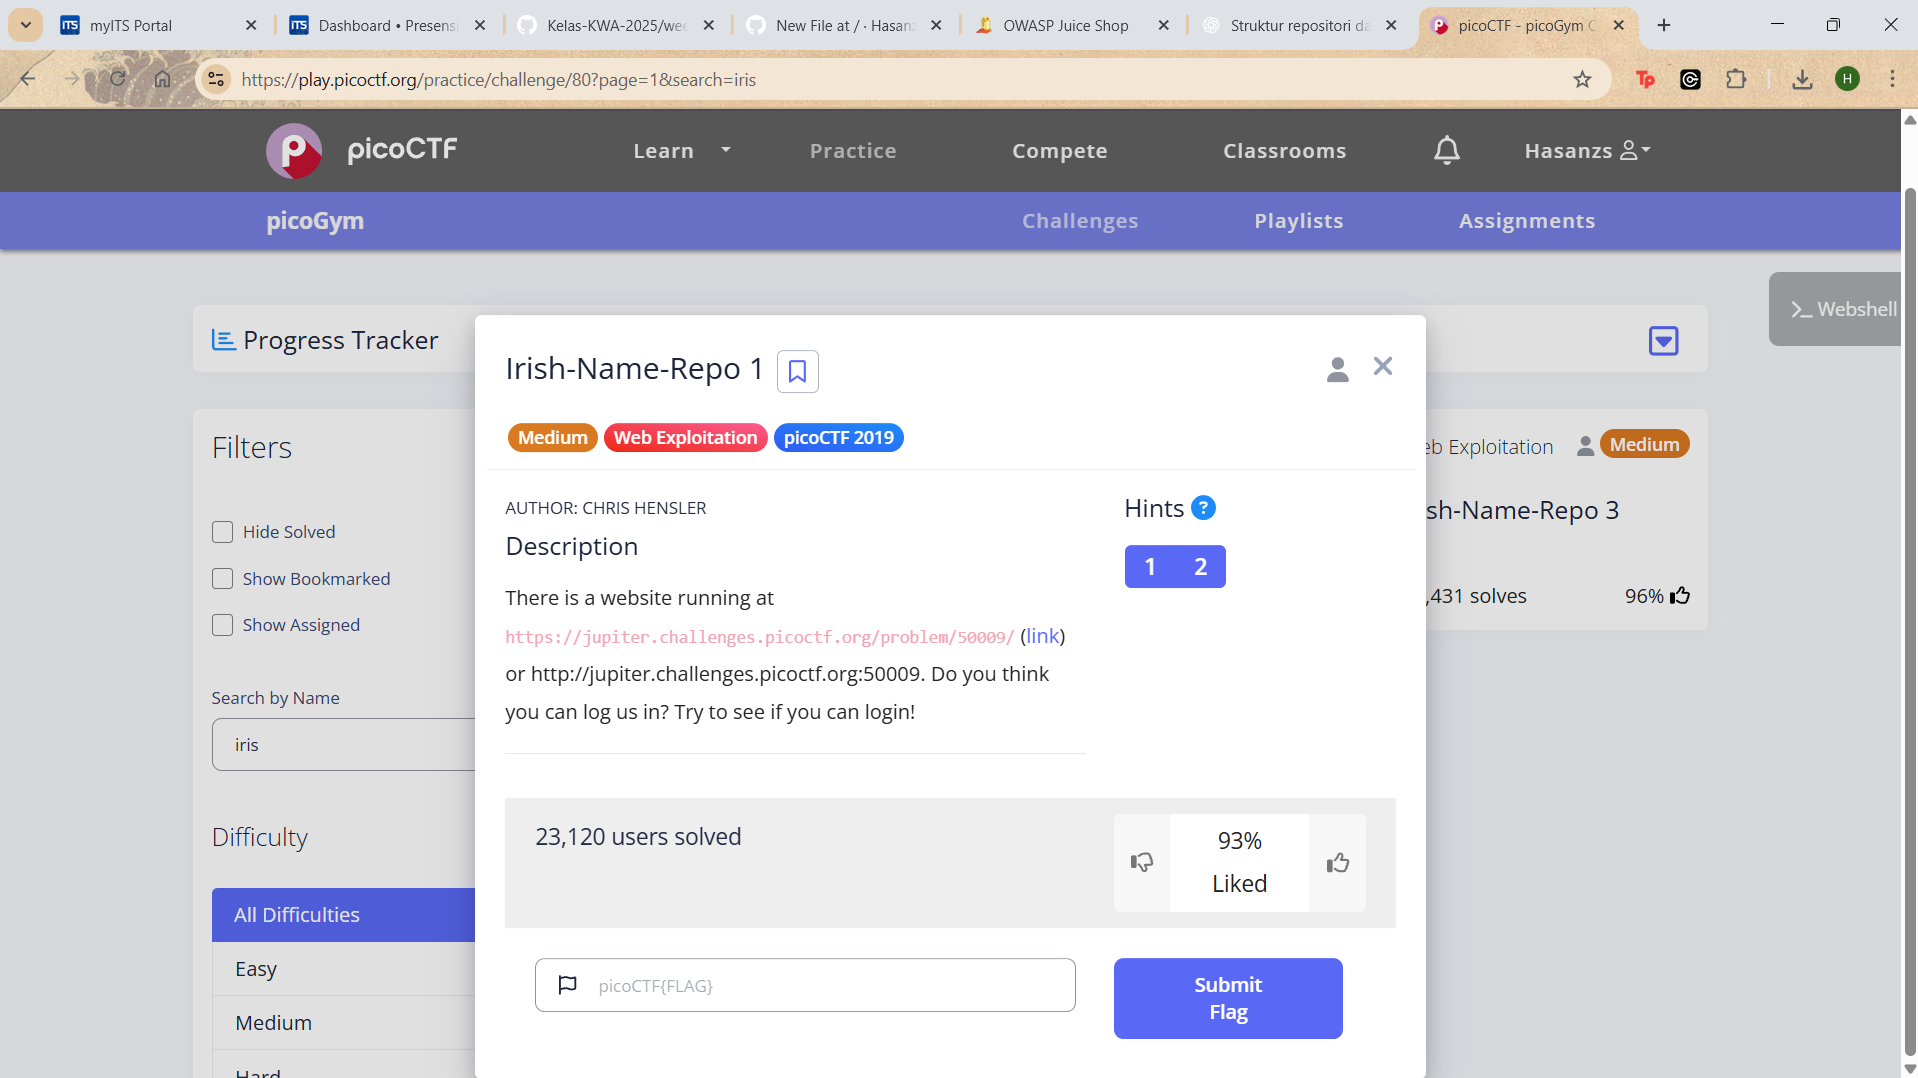 myITS Portal
Dashboard • Presensi
Kelas-KWA-2025/wee
New File at / · Hasanz
OWASP Juice Shop
Struktur repositori da
picoCTF - picoGym C
https://play.picoctf.org/practice/challenge/80?page=1&search=iris
H
picoCTF
Learn
Practice
Compete
Classrooms
Hasanzs
picoGym
Challenges
Playlists
Assignments
Webshell
Progress Tracker
Irish-Name-Repo 1
Medium
Web Exploitation
picoCTF 2019
AUTHOR: CHRIS HENSLER
Description
There is a website running at
https://jupiter.challenges.picoctf.org/problem/50009/ (link)
or http://jupiter.challenges.picoctf.org:50009. Do you think
you can log us in? Try to see if you can login!
Hints ?
1 2
23,120 users solved
93%
Liked
picoCTF{FLAG}
Submit
Flag
Filters
Hide Solved
Show Bookmarked
Show Assigned
Search by Name
iris
Difficulty
All Difficulties
Easy
Medium
Hard
eb Exploitation
Medium
sh-Name-Repo 3
,431 solves
96%